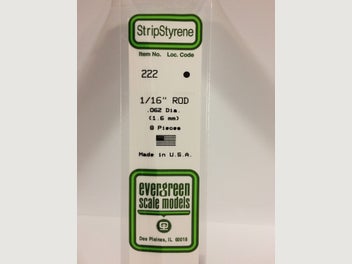 StripStyrene
Item No. Loc. Code
222
1/16" ROD
.062 Dia.
(1.6 mm)
8 Pieces
Made in U.S.A.
evergreen
scale models
Des Plaines, IL 60018